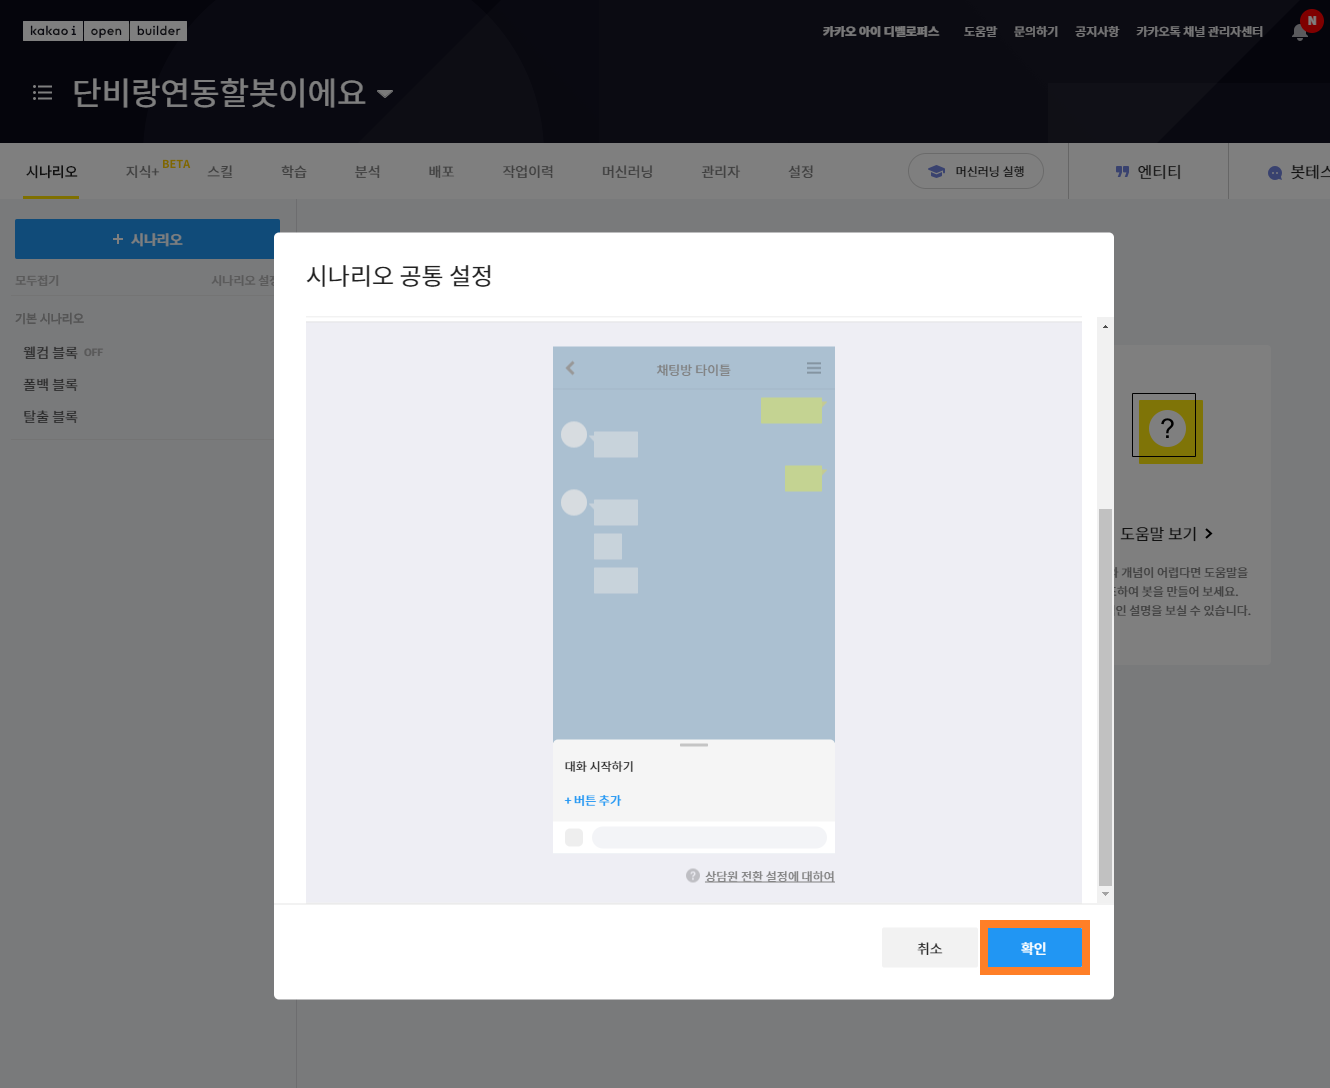 kakao i open builder
카카오 아이 디벨로퍼스 도움말 문의하기 공지사항 카카오톡 채널 관리자센터
N
단비랑연동할봇이에요
시나리오 지식+ BETA 스킬 학습 분석 배포 작업이력 머신러닝 관리자 설정 머신러닝 실행 엔티티 봇테스
+ 시나리오
모두접기 시나리오 설정
기본 시나리오
웰컴 블록 OFF
폴백 블록
탈출 블록
시나리오 공통 설정
채팅방 타이틀
대화 시작하기
+ 버튼 추가
? 상담원 전환 설정에 대하여
취소 확인
?
도움말 보기
개념이 어렵다면 도움말을
하여 봇을 만들어 보세요.
인 설명을 보실 수 있습니다.